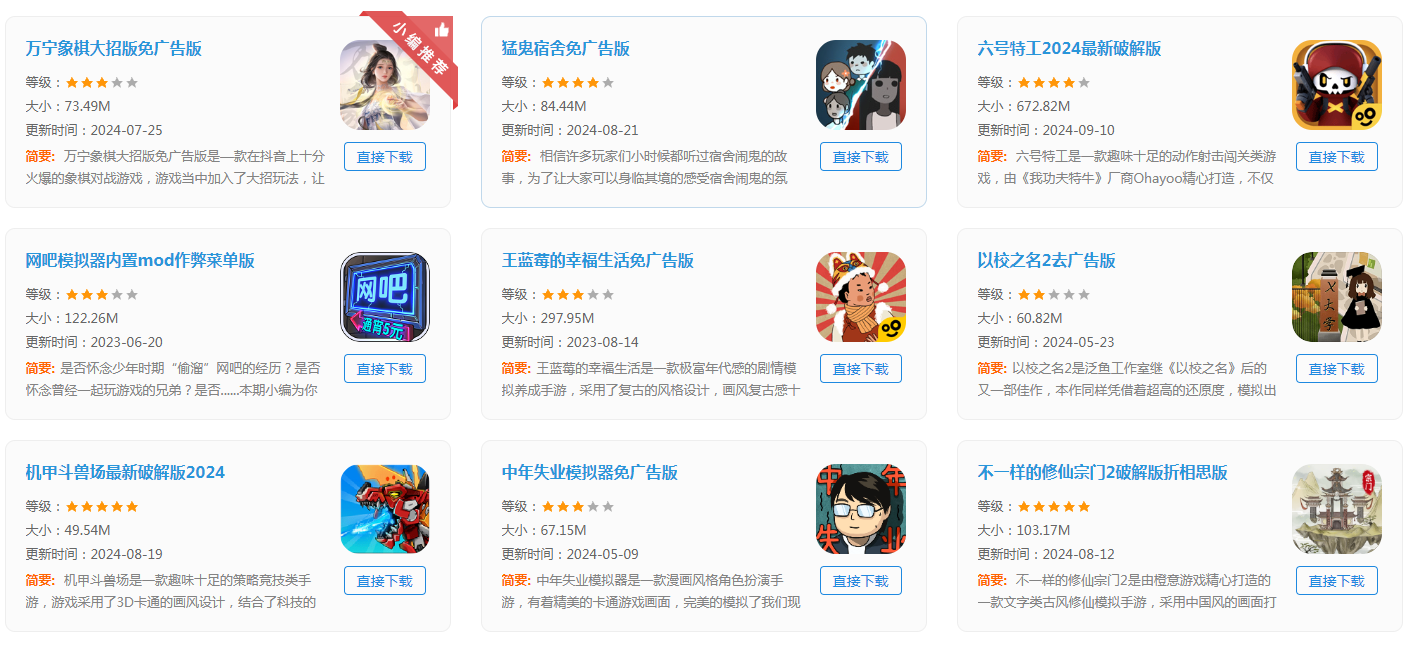 万宁象棋大招版免广告版
小编推荐
等级：
大小：73.49M
更新时间：2024-07-25
简要: 万宁象棋大招版免广告版是一款在抖音上十分
火爆的象棋对战游戏，游戏当中加入了大招玩法，让
直接下载
猛鬼宿舍免广告版
等级：
大小：84.44M
更新时间：2024-08-21
简要: 相信许多玩家们小时候都听过宿舍闹鬼的故
事，为了让大家可以身临其境的感受宿舍闹鬼的氛
直接下载
六号特工2024最新破解版
等级：
大小：672.82M
更新时间：2024-09-10
简要: 六号特工是一款趣味十足的动作射击闯关类游
戏，由《我功夫特牛》厂商Ohayoo精心打造，不仅
直接下载
网吧模拟器内置mod作弊菜单版
等级：
大小：122.26M
更新时间：2023-06-20
简要: 是否怀念少年时期“偷溜”网吧的经历？是否
怀念曾经一起玩游戏的兄弟？是否......本期小编为你
网吧
通宵5元
直接下载
王蓝莓的幸福生活免广告版
等级：
大小：297.95M
更新时间：2023-08-14
简要: 王蓝莓的幸福生活是一款极富年代感的剧情模
拟养成手游，采用了复古的风格设计，画风复古感十
直接下载
以校之名2去广告版
等级：
大小：60.82M
更新时间：2024-05-23
简要: 以校之名2是泛鱼工作室继《以校之名》后的
又一部佳作，本作同样凭借着超高的还原度，模拟出
X大学
直接下载
机甲斗兽场最新破解版2024
等级：
大小：49.54M
更新时间：2024-08-19
简要: 机甲斗兽场是一款趣味十足的策略竞技类手
游，游戏采用了3D卡通的画风设计，结合了科技的
直接下载
中年失业模拟器免广告版
等级：
大小：67.15M
更新时间：2024-05-09
简要: 中年失业模拟器是一款漫画风格角色扮演手
游，有着精美的卡通游戏画面，完美的模拟了我们现
中年
失业
直接下载
不一样的修仙宗门2破解版折相思版
等级：
大小：103.17M
更新时间：2024-08-12
简要: 不一样的修仙宗门2是由橙意游戏精心打造的
一款文字类古风修仙模拟手游，采用中国风的画面打
宗门
直接下载